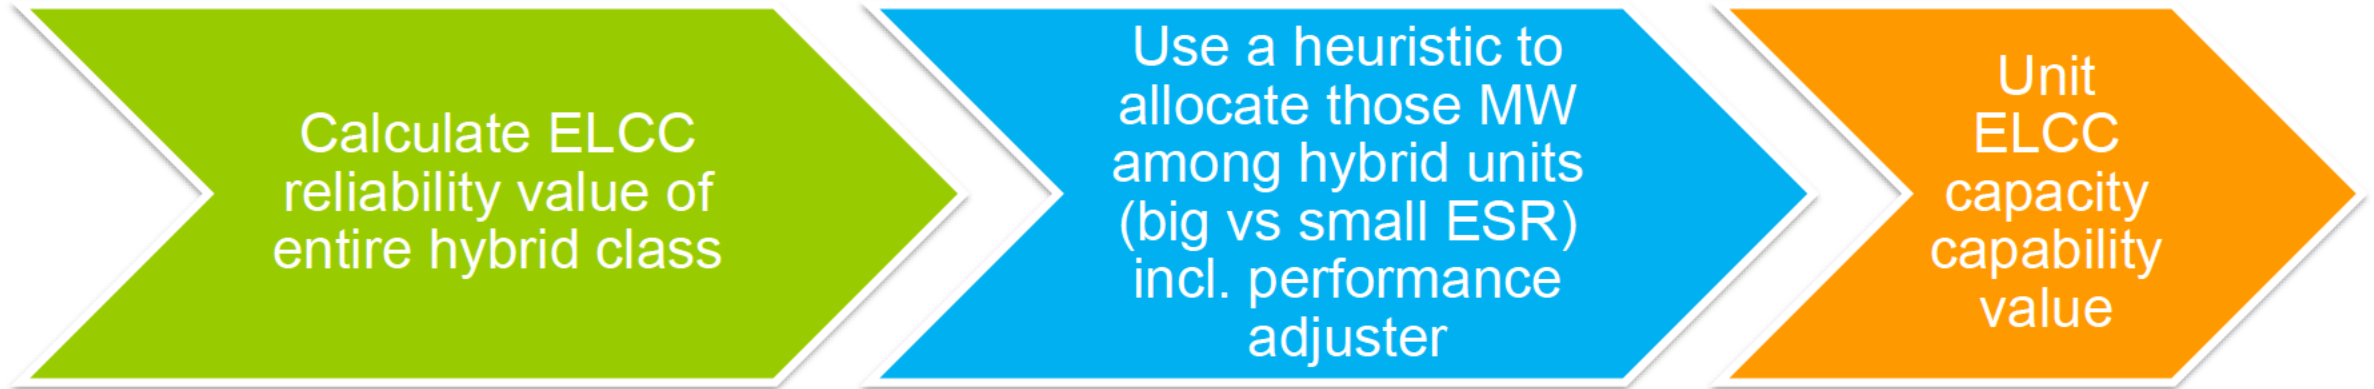 Calculate ELCC
reliability value of
entire hybrid class
Use a heuristic to
allocate those MW
among hybrid units
(big vs small ESR)
incl. performance
adjuster
Unit
ELCC
capacity
capability
value